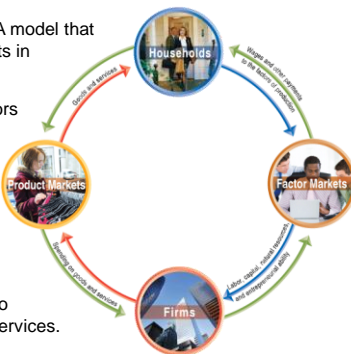 A model that
ts in
ors
o
ervices.
Households
Goods and services
Wages and other payments
to the factors of production
Product Markets
Factor Markets
Spending on goods and services
Labor, capital, natural resources,
and entrepreneurial ability
Firms